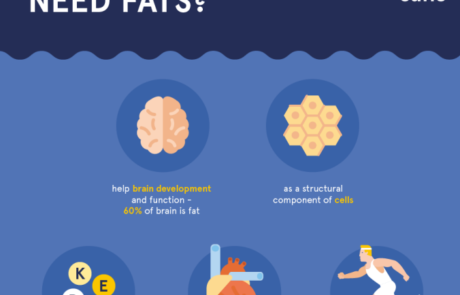 NEED FATS?
help brain development
and function –
60% of brain is fat
as a structural
component of cells
K
E